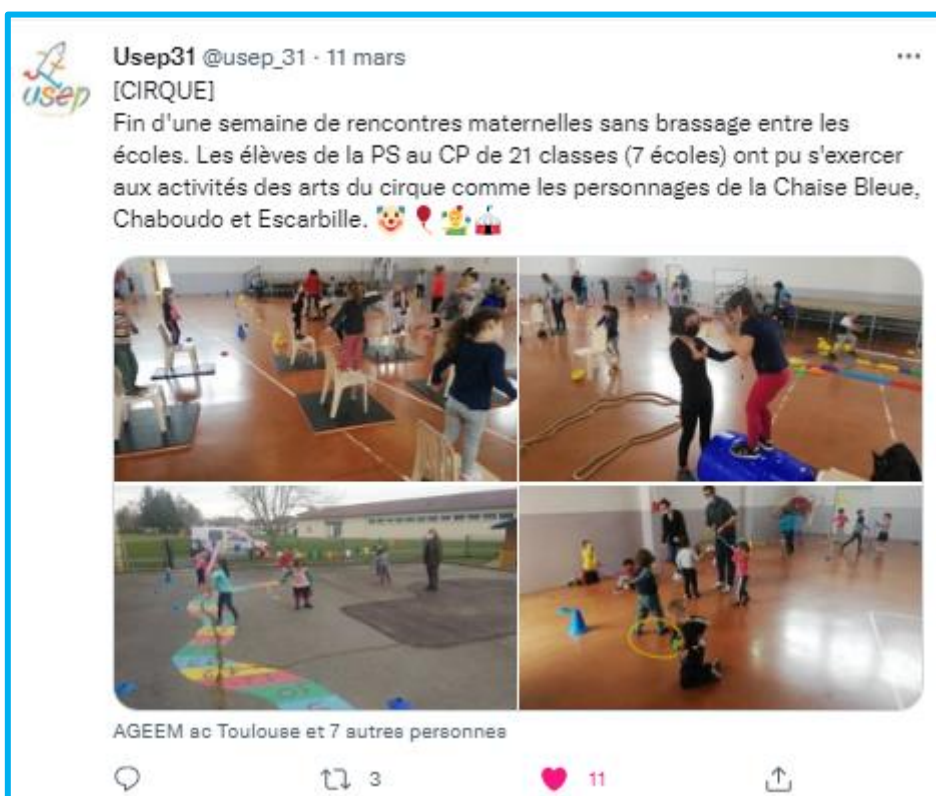 usep
Usep31 @usep_31 · 11 mars
[CIRQUE]
Fin d'une semaine de rencontres maternelles sans brassage entre les
écoles. Les élèves de la PS au CP de 21 classes (7 écoles) ont pu s'exercer
aux activités des arts du cirque comme les personnages de la Chaise Bleue,
Chaboudo et Escarbille. 🤡🎈🤹🎪
AGEEM ac Toulouse et 7 autres personnes
3
11